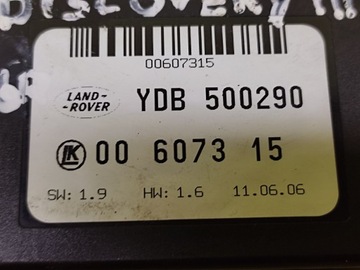 DISCOVERY III
00607315
LAND-
-ROVER
YDB 500290
LK 00 6073 15
SW: 1.9 HW: 1.6 11.06.06